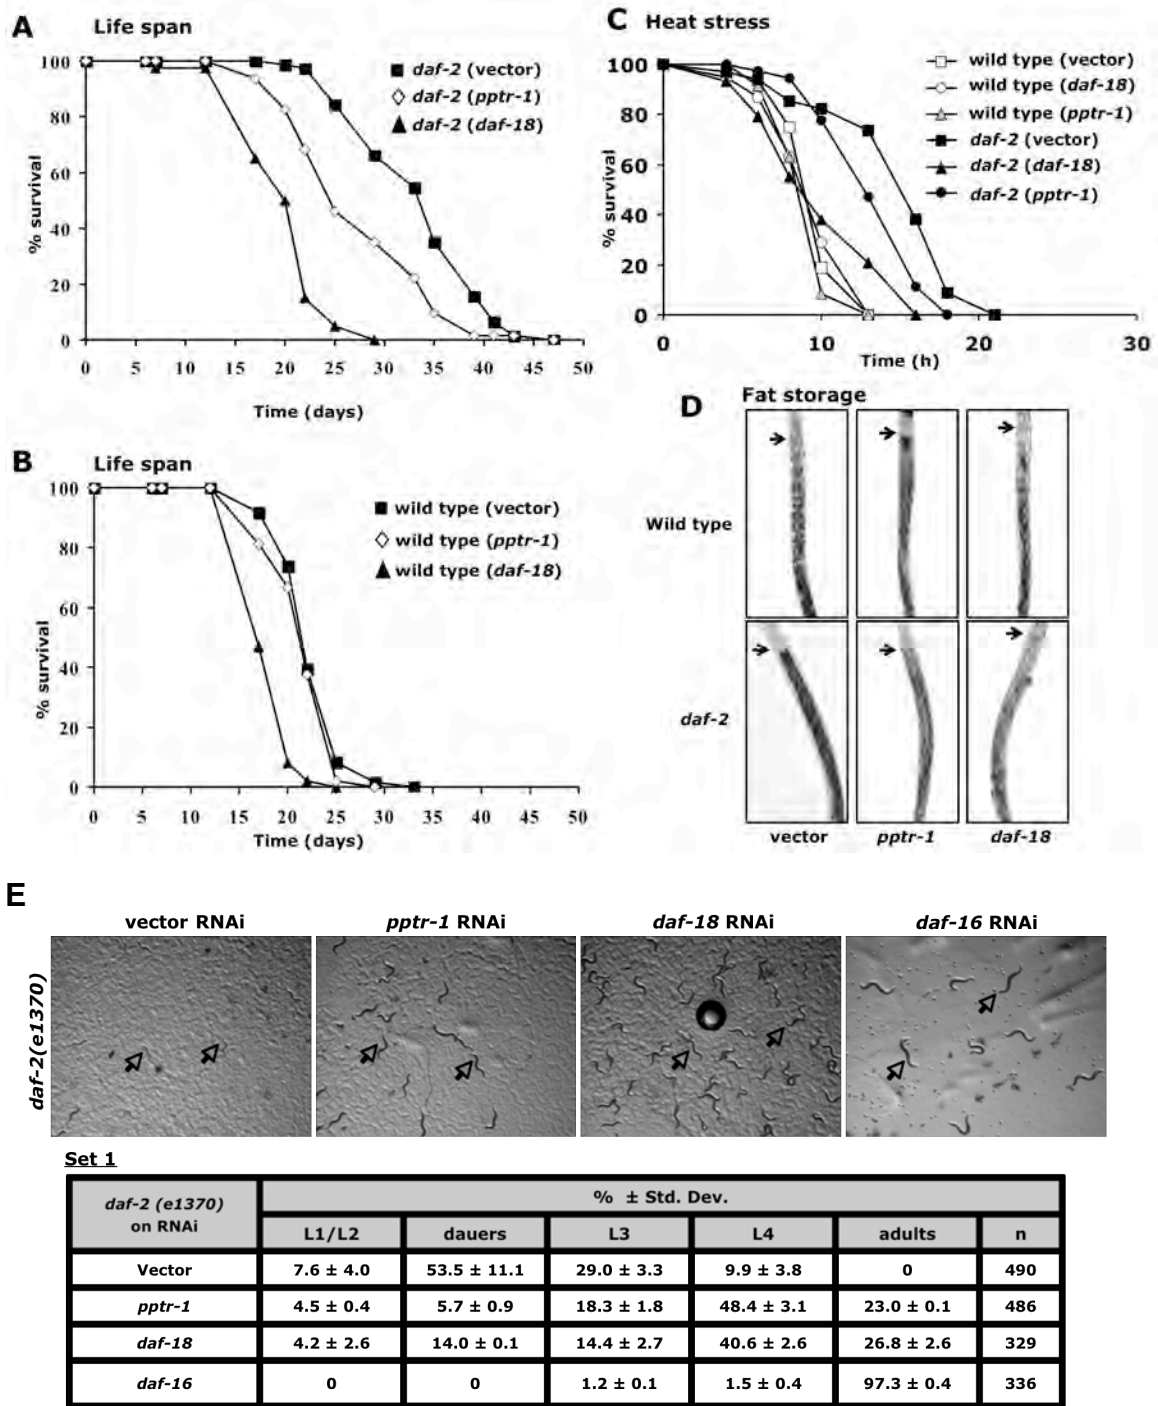 A Life span
% survival
100
80
60
40
20
0
daf-2 (vector)
daf-2 (pptr-1)
daf-2 (daf-18)
0 5 10 15 20 25 30 35 40 45 50
Time (days)
B Life span
% survival
100
80
60
40
20
0
wild type (vector)
wild type (pptr-1)
wild type (daf-18)
0 5 10 15 20 25 30 35 40 45 50
Time (days)
C Heat stress
% survival
100
80
60
40
20
0
wild type (vector)
wild type (daf-18)
wild type (pptr-1)
daf-2 (vector)
daf-2 (daf-18)
daf-2 (pptr-1)
0 10 20 30
Time (h)
D Fat storage
Wild type
daf-2
vector pptr-1 daf-18
E
vector RNAi pptr-1 RNAi daf-18 RNAi daf-16 RNAi
daf-2(e1370)
Set 1
daf-2 (e1370)
on RNAi
% ± Std. Dev.
L1/L2 dauers L3 L4 adults n
Vector 7.6 ± 4.0 53.5 ± 11.1 29.0 ± 3.3 9.9 ± 3.8 0 490
pptr-1 4.5 ± 0.4 5.7 ± 0.9 18.3 ± 1.8 48.4 ± 3.1 23.0 ± 0.1 486
daf-18 4.2 ± 2.6 14.0 ± 0.1 14.4 ± 2.7 40.6 ± 2.6 26.8 ± 2.6 329
daf-16 0 0 1.2 ± 0.1 1.5 ± 0.4 97.3 ± 0.4 336